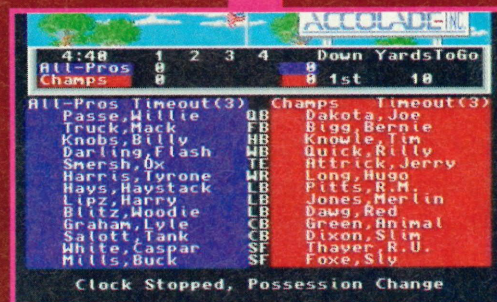 ACCOLADE INC.
4:40 1 2 3 4 Down YardsToGo
All-Pros 0 0
Champs 0 0 1st 10
All-Pros Timeout(3) Champs Timeout(3)
Passe,Willie QB Dakota,Joe
Truck,Mack FB Bigg,Bernie
Knobs,Billy HB Knowle,Tim
Darling,Flash WB Quick,Rilly
Smersh,Ox TE Attrick,Jerry
Harris,Tyrone WR Long,Hugo
Hays,Haystack LB Pitts,R.M.
Lipz,Harry LB Jones,Merlin
Blitz,Woodie LB Dawg,Red
Graham,Lyle CB Green,Animal
Salott,Tank CB Dixon,Slim
White,Caspar SF Thayer,R.U.
Mills,Buck SF Foxe,Sly
Clock Stopped, Possession Change